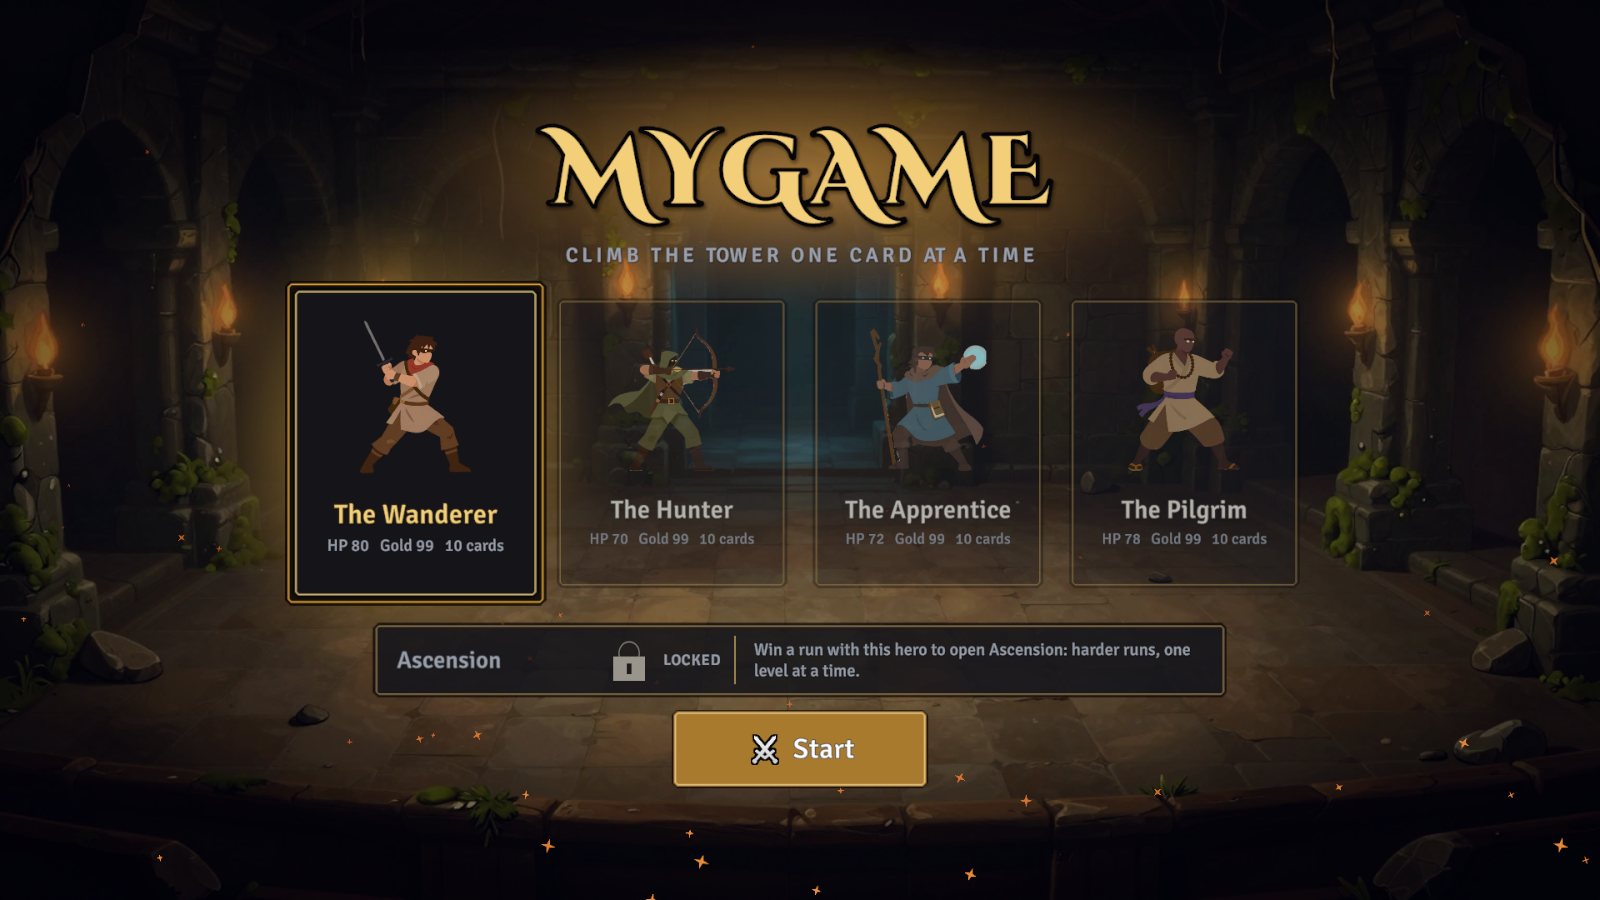 MYGAME
CLIMB THE TOWER ONE CARD AT A TIME
The Wanderer
HP 80 Gold 99 10 cards
The Hunter
HP 70 Gold 99 10 cards
The Apprentice
HP 72 Gold 99 10 cards
The Pilgrim
HP 78 Gold 99 10 cards
Ascension
LOCKED
Win a run with this hero to open Ascension: harder runs, one
level at a time.
Start